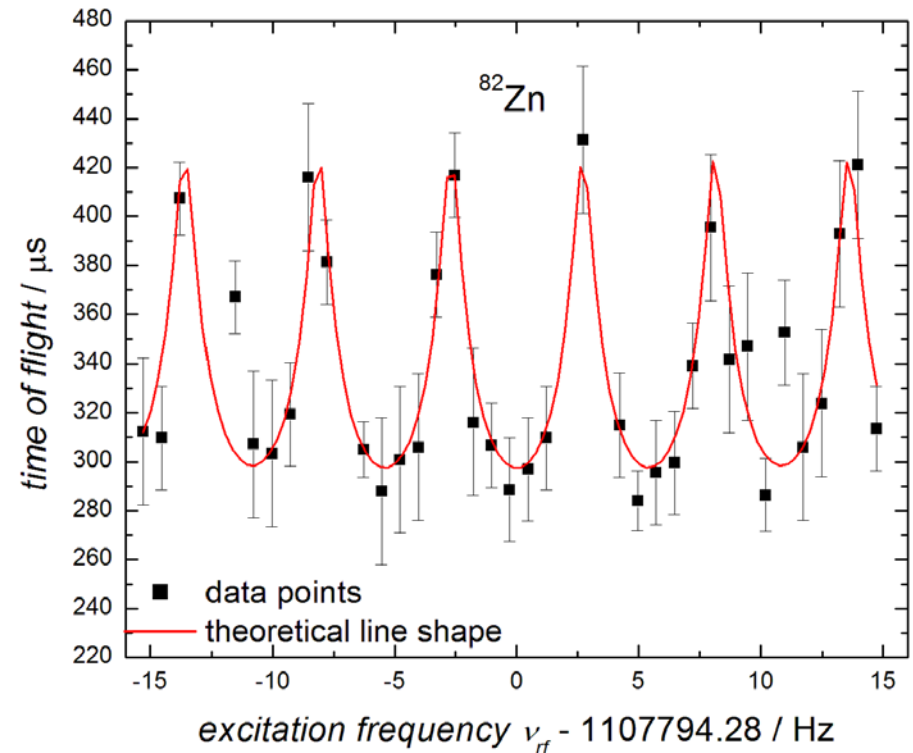 480
460
440
420
400
380
360
340
320
300
280
260
240
220
time of flight / μs
⁸²Zn
data points
theoretical line shape
-15 -10 -5 0 5 10 15
excitation frequency ν_rf - 1107794.28 / Hz